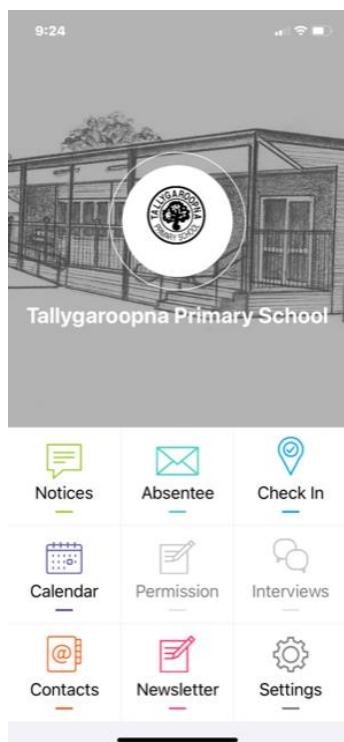 9:24
TALLYGAROOPNA
PRIMARY SCHOOL
Tallygaroopna Primary School
Notices
Absentee
Check In
Calendar
Permission
Interviews
@
Contacts
Newsletter
Settings